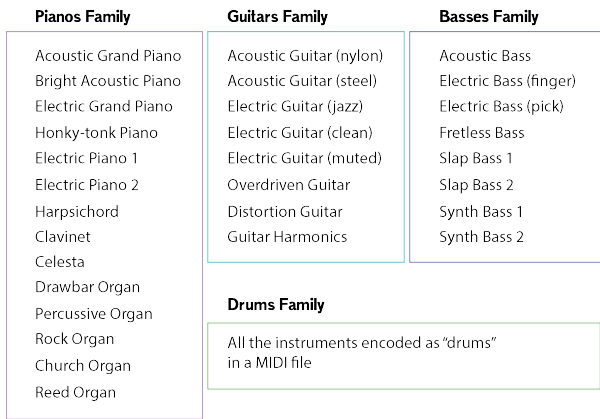 Pianos Family
Acoustic Grand Piano
Bright Acoustic Piano
Electric Grand Piano
Honky-tonk Piano
Electric Piano 1
Electric Piano 2
Harpsichord
Clavinet
Celesta
Drawbar Organ
Percussive Organ
Rock Organ
Church Organ
Reed Organ
Guitars Family
Acoustic Guitar (nylon)
Acoustic Guitar (steel)
Electric Guitar (jazz)
Electric Guitar (clean)
Electric Guitar (muted)
Overdriven Guitar
Distortion Guitar
Guitar Harmonics
Basses Family
Acoustic Bass
Electric Bass (finger)
Electric Bass (pick)
Fretless Bass
Slap Bass 1
Slap Bass 2
Synth Bass 1
Synth Bass 2
Drums Family
All the instruments encoded as “drums”
in a MIDI file